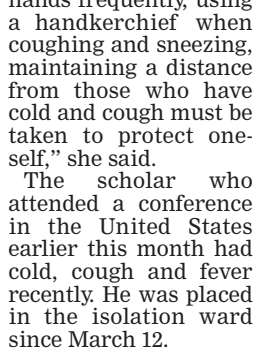 hands frequently, using
a handkerchief when
coughing and sneezing,
maintaining a distance
from those who have
cold and cough must be
taken to protect one-
self,” she said.
The scholar who
attended a conference
in the United States
earlier this month had
cold, cough and fever
recently. He was placed
in the isolation ward
since March 12.